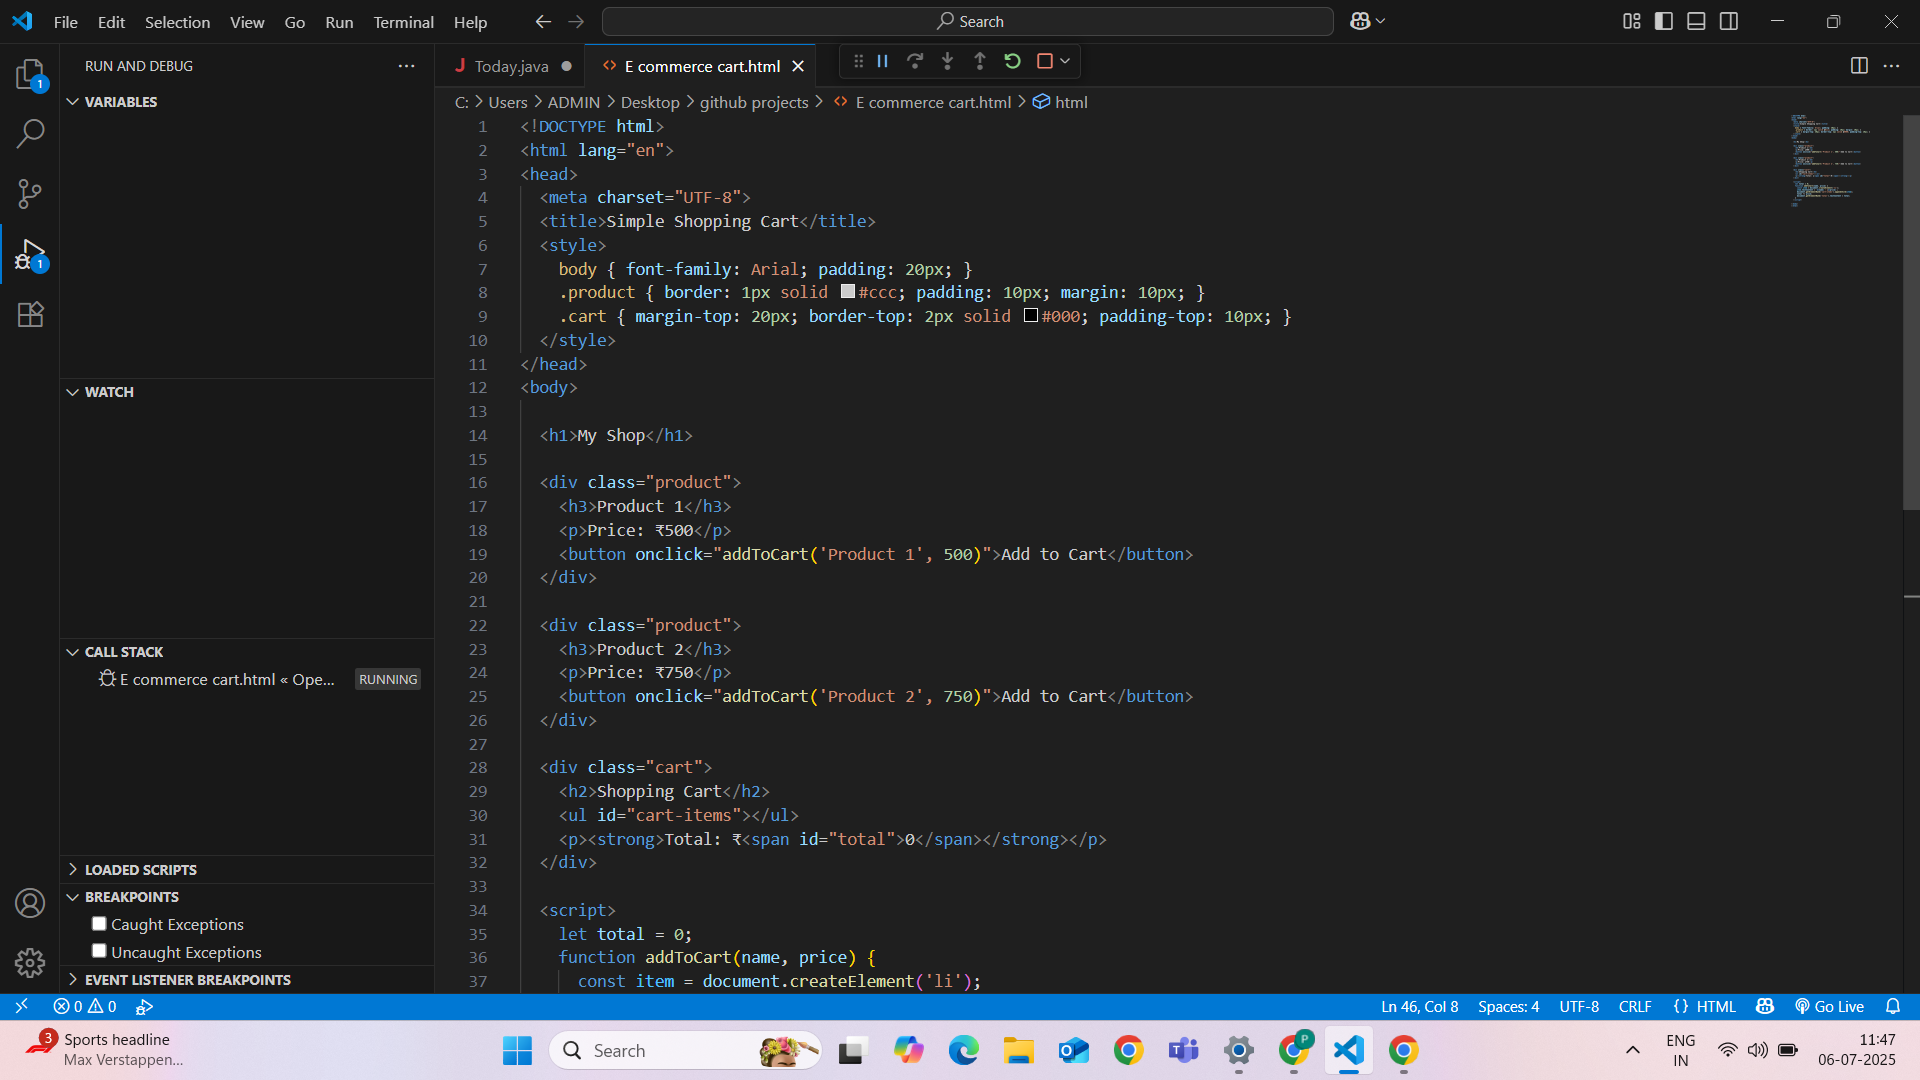 File Edit Selection View Go Run Terminal Help
Search
RUN AND DEBUG
VARIABLES
WATCH
CALL STACK
E commerce cart.html « Ope... RUNNING
LOADED SCRIPTS
BREAKPOINTS
Caught Exceptions
Uncaught Exceptions
EVENT LISTENER BREAKPOINTS
1
1
J Today.java
E commerce cart.html
C: > Users > ADMIN > Desktop > github projects > E commerce cart.html > html
1 <!DOCTYPE html>
2 <html lang="en">
3 <head>
4 <meta charset="UTF-8">
5 <title>Simple Shopping Cart</title>
6 <style>
7 body { font-family: Arial; padding: 20px; }
8 .product { border: 1px solid #ccc; padding: 10px; margin: 10px; }
9 .cart { margin-top: 20px; border-top: 2px solid #000; padding-top: 10px; }
10 </style>
11 </head>
12 <body>
13
14 <h1>My Shop</h1>
15
16 <div class="product">
17 <h3>Product 1</h3>
18 <p>Price: ₹500</p>
19 <button onclick="addToCart('Product 1', 500)">Add to Cart</button>
20 </div>
21
22 <div class="product">
23 <h3>Product 2</h3>
24 <p>Price: ₹750</p>
25 <button onclick="addToCart('Product 2', 750)">Add to Cart</button>
26 </div>
27
28 <div class="cart">
29 <h2>Shopping Cart</h2>
30 <ul id="cart-items"></ul>
31 <p><strong>Total: ₹<span id="total">0</span></strong></p>
32 </div>
33
34 <script>
35 let total = 0;
36 function addToCart(name, price) {
37 const item = document.createElement('li');
0 0
Ln 46, Col 8 Spaces: 4 UTF-8 CRLF {} HTML Go Live
3
Sports headline
Max Verstappen...
Search
P
ENG
IN
11:47
06-07-2025